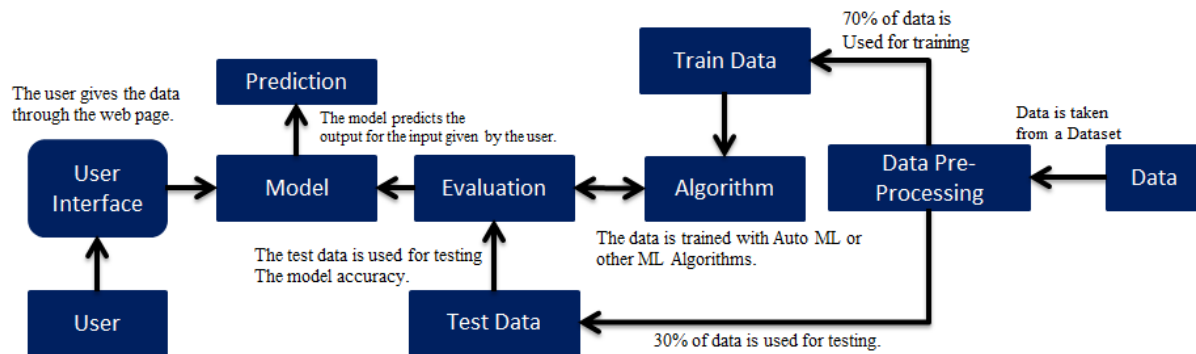 70% of data is
Used for training
Train Data
Prediction
The user gives the data
through the web page.
The model predicts the
output for the input given by the user.
Data is taken
from a Dataset
User
Interface
Model
Evaluation
Algorithm
Data Pre-
Processing
Data
The test data is used for testing
The model accuracy.
The data is trained with Auto ML or
other ML Algorithms.
User
Test Data
30% of data is used for testing.